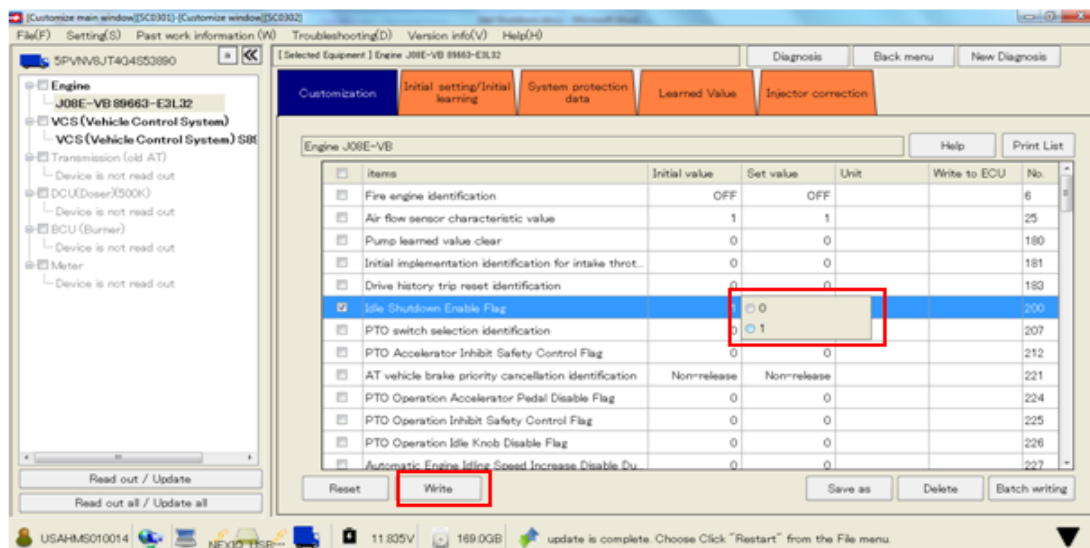 [Customize main window][SC0301]-[Customize window][SC0302]
File(F) Setting(S) Past work information (W) Troubleshooting(D) Version info(V) Help(H)
5PVNV8JT4G4S53890
[ Selected Equipment ] Engine J08E-VB 89663-E3L32
Diagnosis Back menu New Diagnosis
Engine
J08E-VB 89663-E3L32
VCS (Vehicle Control System)
VCS (Vehicle Control System) S89
Transmission (old AT)
Device is not read out
DCU(Doser)(500K)
Device is not read out
BCU (Burner)
Device is not read out
Meter
Device is not read out
Read out / Update
Read out all / Update all
Customization
Initial setting/Initial learning
System protection data
Learned Value
Injector correction
Engine J08E-VB
Help Print List
items Initial value Set value Unit Write to ECU No.
Fire engine identification OFF OFF 6
Air flow sensor characteristic value 1 1 25
Pump learned value clear 0 0 180
Initial implementation identification for intake throt... 0 0 181
Drive history trip reset identification 0 0 183
Idle Shutdown Enable Flag 1 0 200
PTO switch selection identification 0 1 207
PTO Accelerator Inhibit Safety Control Flag 0 0 212
AT vehicle brake priority cancellation identification Non-release Non-release 221
PTO Operation Accelerator Pedal Disable Flag 0 0 224
PTO Operation Inhibit Safety Control Flag 0 0 225
PTO Operation Idle Knob Disable Flag 0 0 226
Automatic Engine Idling Speed Increase Disable Du... 0 0 227
Reset Write Save as Delete Batch writing
USAHMS010014 NEXIQ_USB-... 11.835V 169.0GB update is complete. Choose Click "Restart" from the File menu.